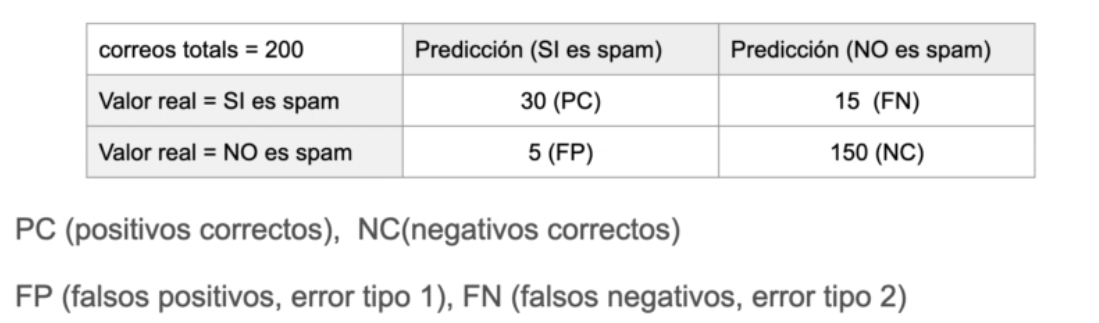 correos totals = 200 Predicción (SI es spam) Predicción (NO es spam)
Valor real = SI es spam 30 (PC) 15 (FN)
Valor real = NO es spam 5 (FP) 150 (NC)
PC (positivos correctos), NC(negativos correctos)
FP (falsos positivos, error tipo 1), FN (falsos negativos, error tipo 2)